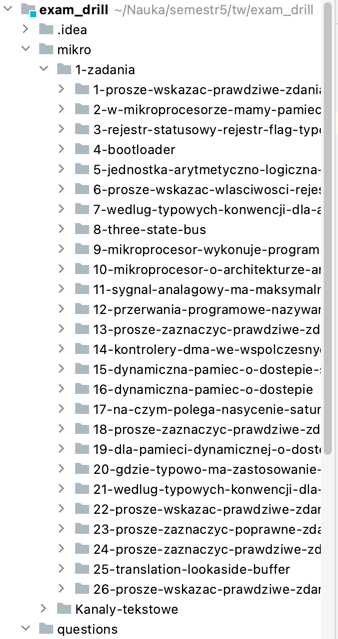 exam_drill ~/Nauka/semestr5/tw/exam_drill
.idea
mikro
1-zadania
1-prosze-wskazac-prawdziwe-zdania
2-w-mikroprocesorze-mamy-pamiec
3-rejestr-statusowy-rejestr-flag-typo
4-bootloader
5-jednostka-arytmetyczno-logiczna-
6-prosze-wskazac-wlasciwosci-rejes
7-wedlug-typowych-konwencji-dla-a
8-three-state-bus
9-mikroprocesor-wykonuje-program
10-mikroprocesor-o-architekturze-ar
11-sygnal-analagowy-ma-maksymaln
12-przerwania-programowe-nazywar
13-prosze-zaznaczyc-prawdziwe-zd
14-kontrolery-dma-we-wspolczesny
15-dynamiczna-pamiec-o-dostepie-s
16-dynamiczna-pamiec-o-dostepie
17-na-czym-polega-nasycenie-satur
18-prosze-zaznaczyc-prawdziwe-zd
19-dla-pamieci-dynamicznej-o-doste
20-gdzie-typowo-ma-zastosowanie-
21-wedlug-typowych-konwencji-dla-
22-prosze-wskazac-prawdziwe-zdan
23-prosze-zaznaczyc-poprawne-zda
24-prosze-zaznaczyc-prawdziwe-zd
25-translation-lookaside-buffer
26-prosze-wskazac-prawdziwe-zdan
Kanaly-tekstowe
questions